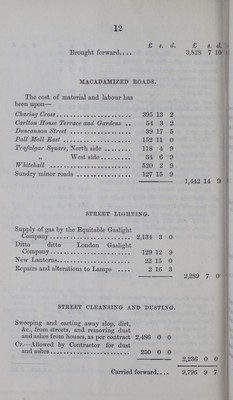 12
£ s. d. £ s. d.
Brought forward.... 3,828 7 10
MACADAMIZED ROADS.
The cost of material and labour has
been upon—
Charing Cross 395 13 2
Carlton House Terrace and Gardens .. 54 3 2
Duncannon Street 39 17 5
Pall Mall East 152 11 0
Trafalgar Square, North side 118 4 9
„ West side 34 6 9
Whitehall 520 2 9
Sundry minor roads 127 15 9
1,442 14 9
STREET LIGHTING.
Supply of gas by the Equitable Gaslight
Company 2,134 3 0
Ditto ditto London Gaslight
Company 129 12 9
New Lanterns 22 15 0
Repairs and alterations to Lamps .... 2 16 3
2,289 7 0
STREET CLEANSING AND DUSTING.
Sweeping and carting away slop, dirt,
&c., from streets, and removing dust
and ashes from houses, as per contract 2,486 0 0
Cr.—Allowed by Contractor for dust
and ashes 250 0 0
2,236 0 0
Carried forward.... 9,796 9 7